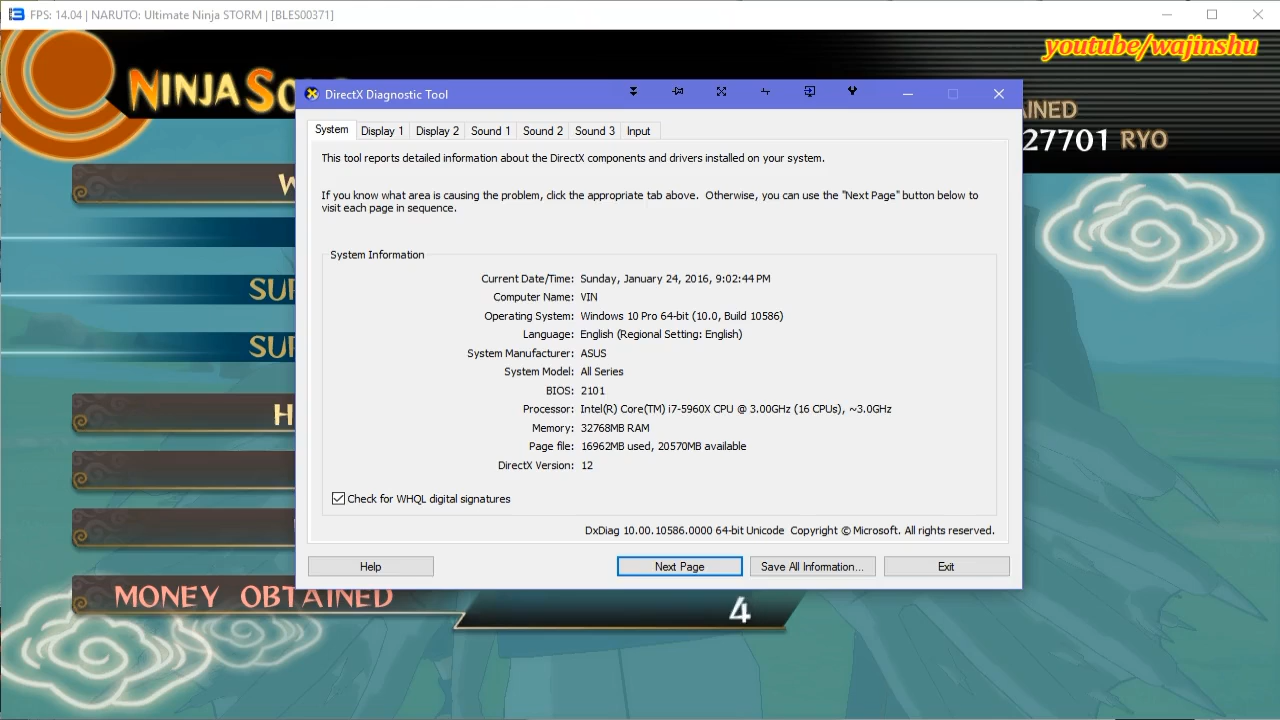 FPS: 14.04 | NARUTO: Ultimate Ninja STORM | [BLES00371]
youtube/wajinshu
NINJA
27701 RYO
DirectX Diagnostic Tool
System Display 1 Display 2 Sound 1 Sound 2 Sound 3 Input
This tool reports detailed information about the DirectX components and drivers installed on your system.
If you know what area is causing the problem, click the appropriate tab above.  Otherwise, you can use the "Next Page" button below to
visit each page in sequence.
System Information
Current Date/Time: Sunday, January 24, 2016, 9:02:44 PM
Computer Name: VIN
Operating System: Windows 10 Pro 64-bit (10.0, Build 10586)
Language: English (Regional Setting: English)
System Manufacturer: ASUS
System Model: All Series
BIOS: 2101
Processor: Intel(R) Core(TM) i7-5960X CPU @ 3.00GHz (16 CPUs), ~3.0GHz
Memory: 32768MB RAM
Page file: 16962MB used, 20570MB available
DirectX Version: 12
Check for WHQL digital signatures
DxDiag 10.00.10586.0000 64-bit Unicode  Copyright © Microsoft. All rights reserved.
Help Next Page Save All Information... Exit
MONEY OBTAINED
4